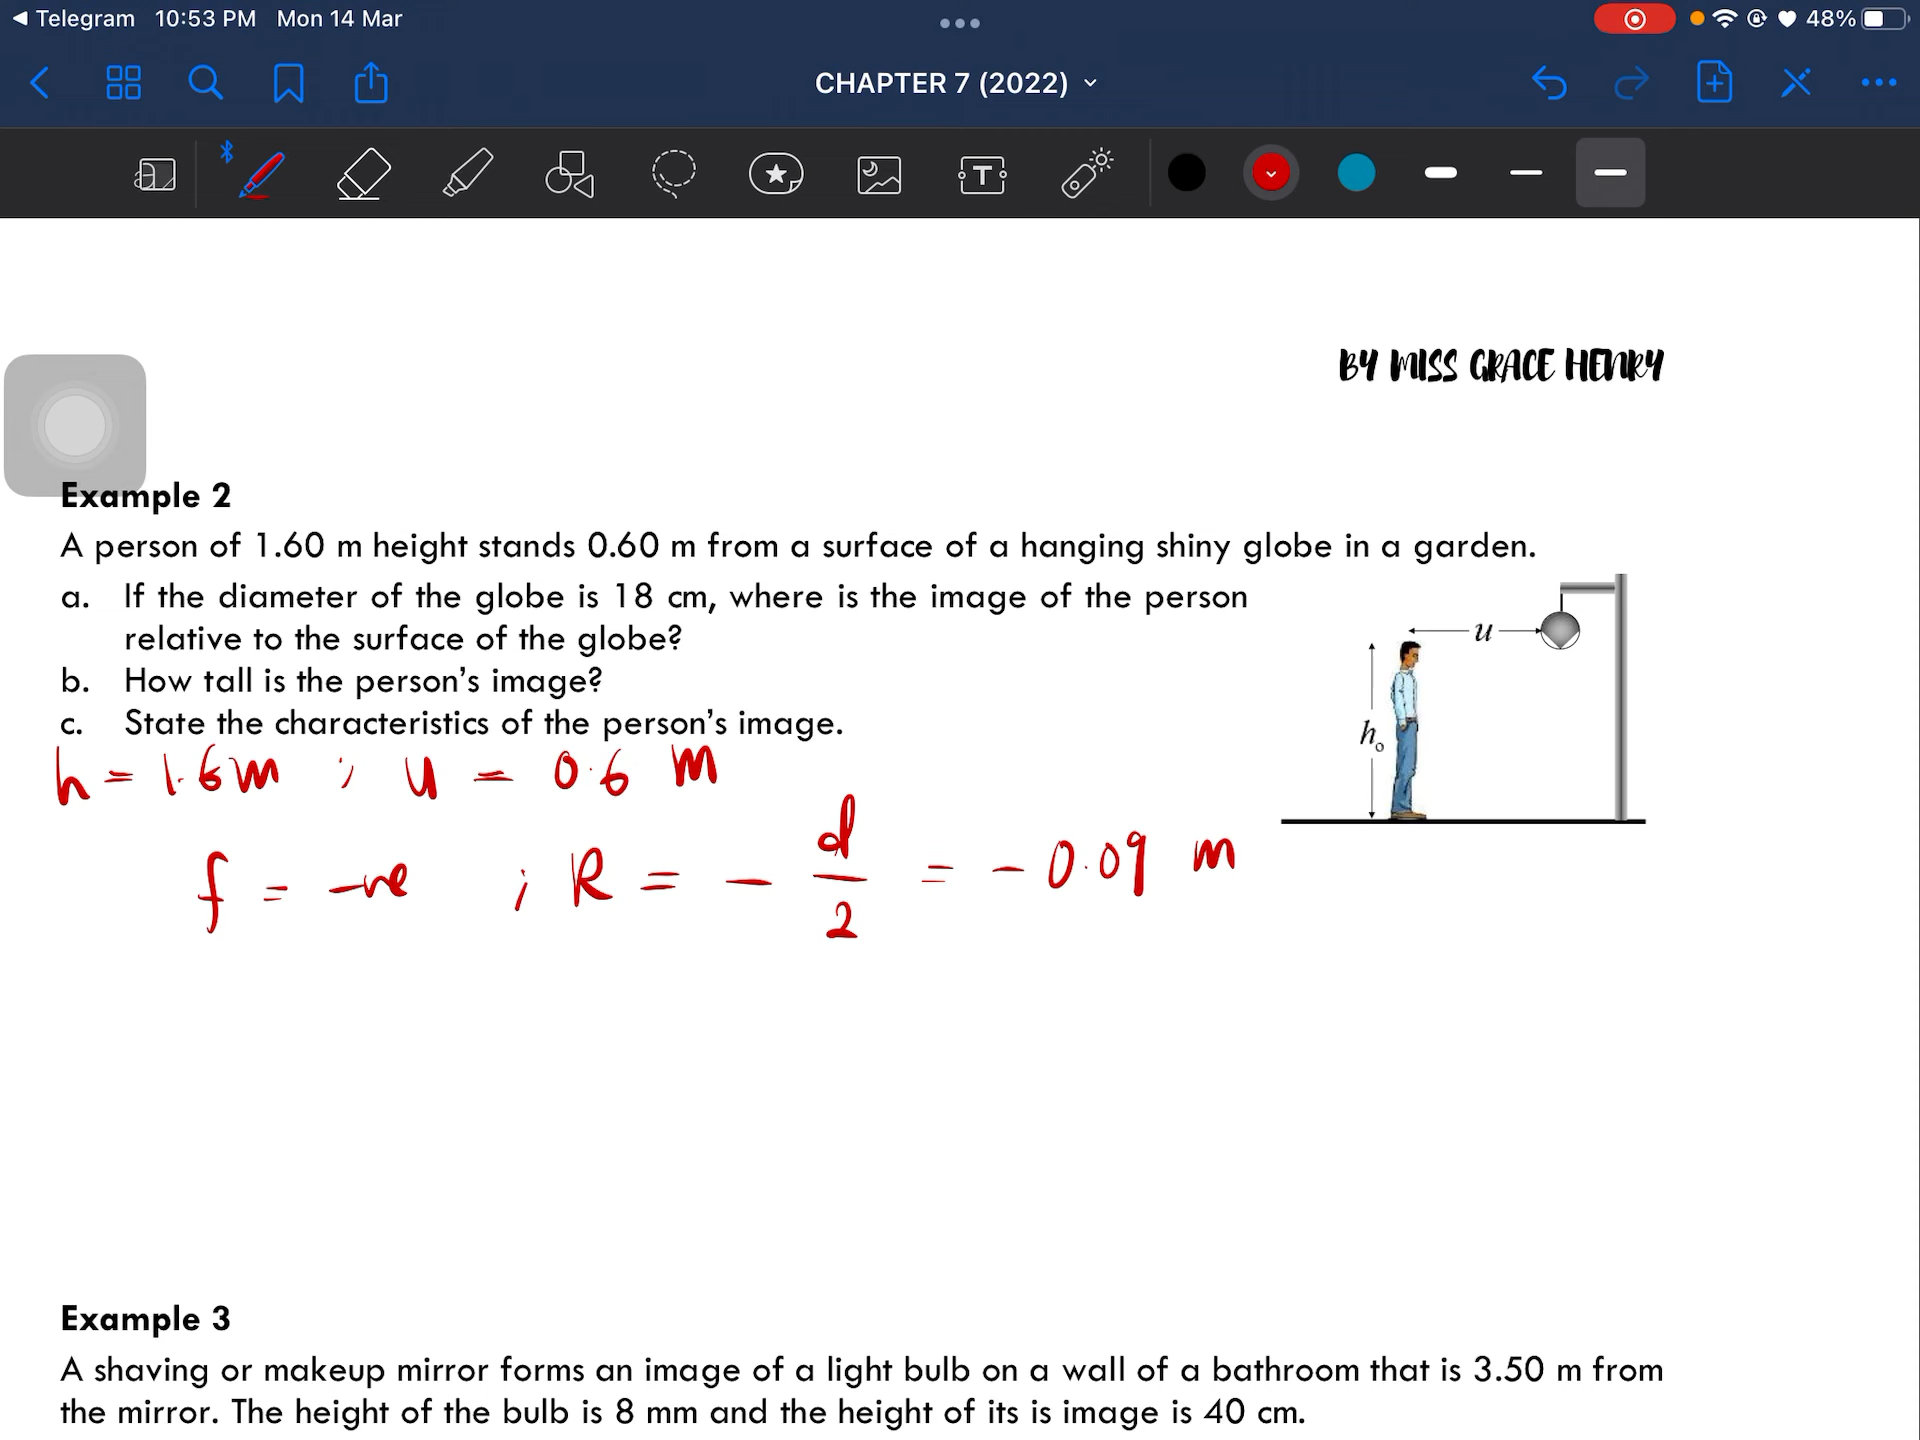 Telegram 10:53 PM Mon 14 Mar 48%
CHAPTER 7 (2022)
BY MISS GRACE HENRY
Example 2
A person of 1.60 m height stands 0.60 m from a surface of a hanging shiny globe in a garden.
a. If the diameter of the globe is 18 cm, where is the image of the person
relative to the surface of the globe?
b. How tall is the person's image?
c. State the characteristics of the person's image.
u
hₒ
h = 1.6 m ; u = 0.6 m
f = -ve ; R = - d/2 = - 0.09 m
Example 3
A shaving or makeup mirror forms an image of a light bulb on a wall of a bathroom that is 3.50 m from
the mirror. The height of the bulb is 8 mm and the height of its is image is 40 cm.